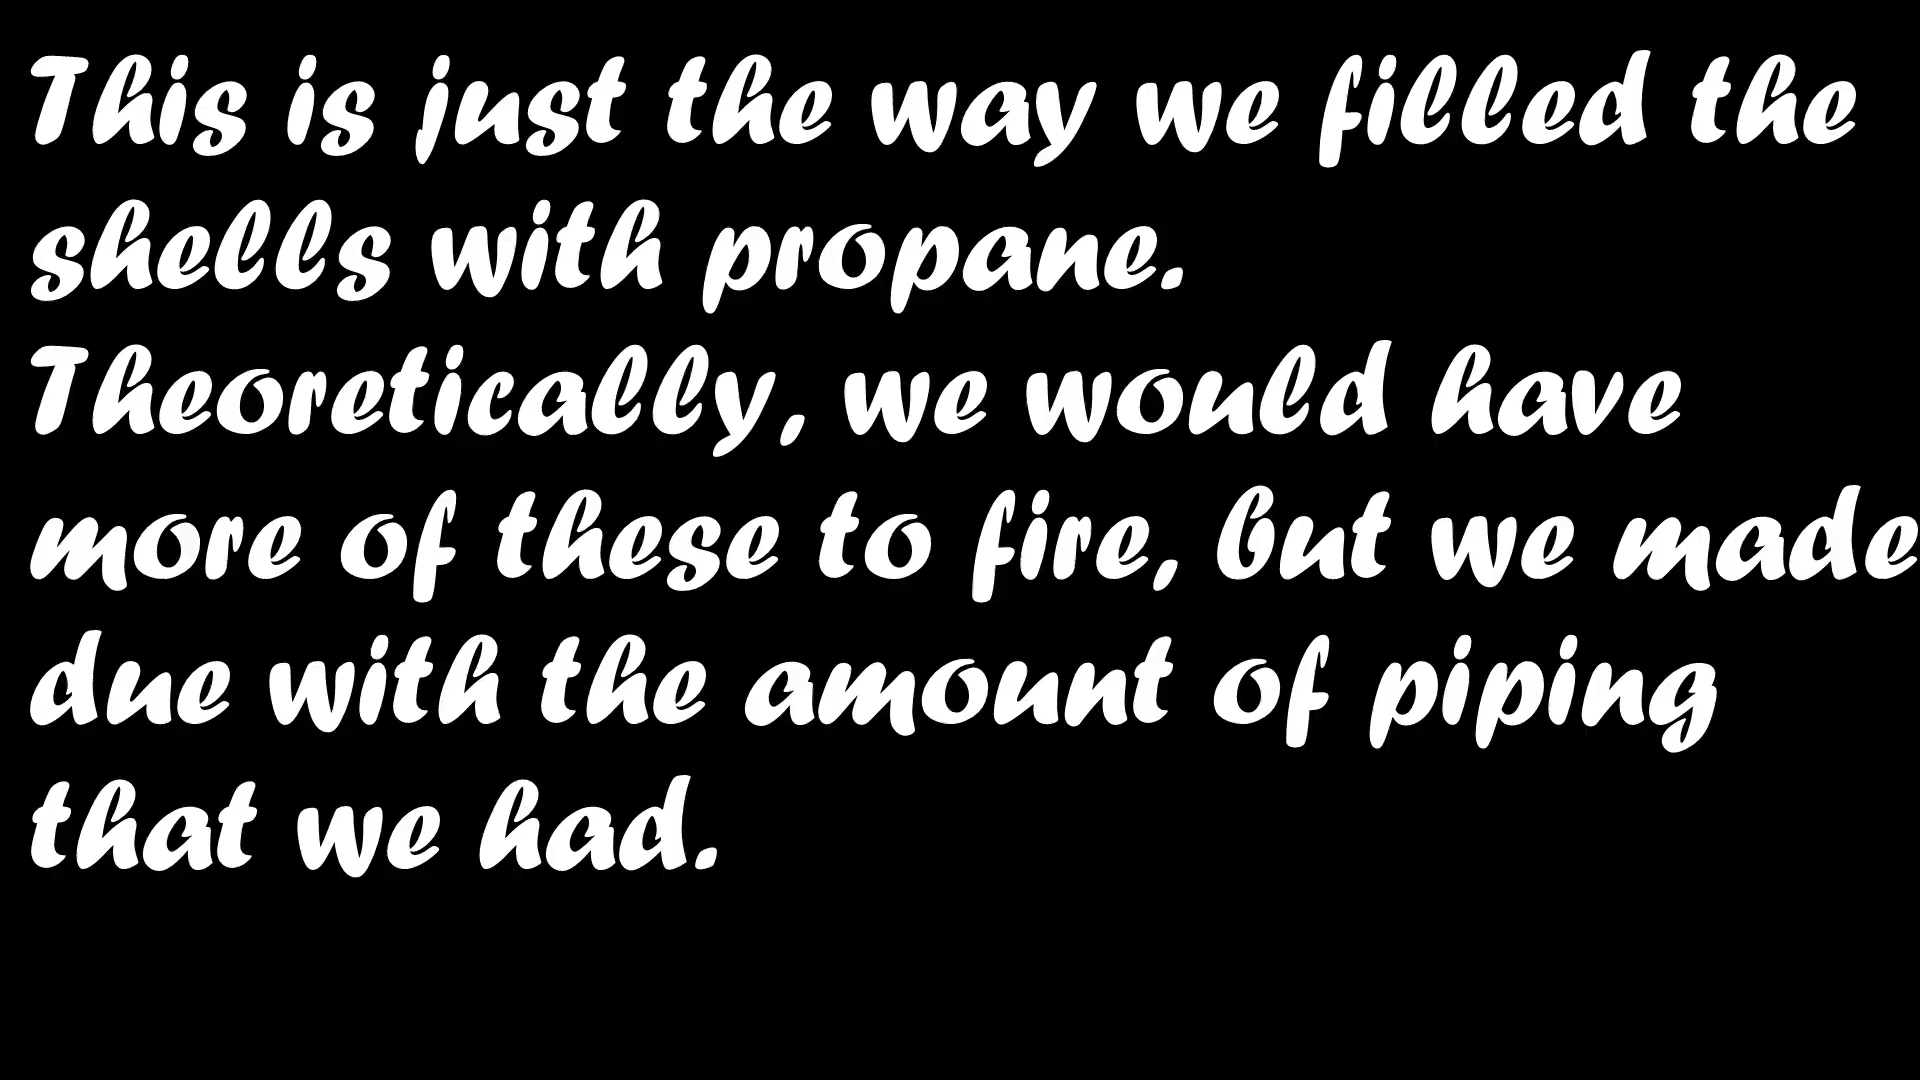 This is just the way we filled the
shells with propane.
Theoretically, we would have
more of these to fire, but we made
due with the amount of piping
that we had.